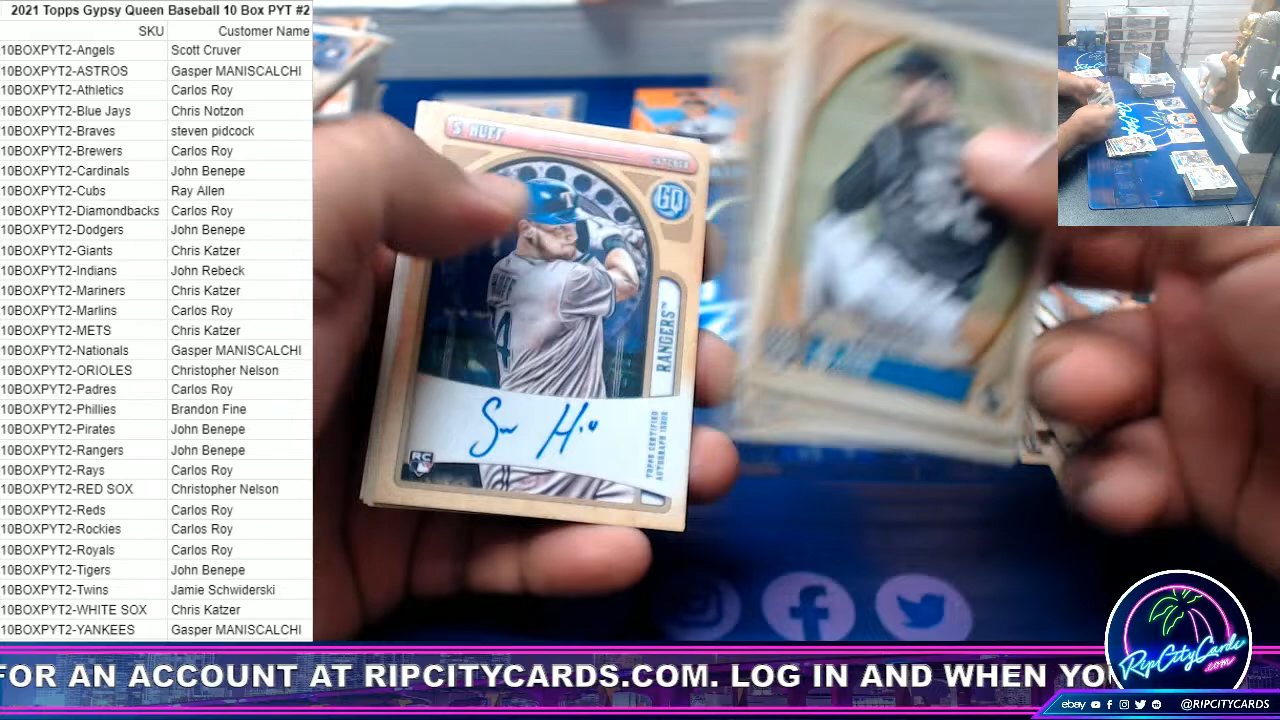 2021 Topps Gypsy Queen Baseball 10 Box PYT #2
SKU Customer Name
10BOXPYT2-Angels Scott Cruver
10BOXPYT2-ASTROS Gasper MANISCALCHI
10BOXPYT2-Athletics Carlos Roy
10BOXPYT2-Blue Jays Chris Notzon
10BOXPYT2-Braves steven pidcock
10BOXPYT2-Brewers Carlos Roy
10BOXPYT2-Cardinals John Benepe
10BOXPYT2-Cubs Ray Allen
10BOXPYT2-Diamondbacks Carlos Roy
10BOXPYT2-Dodgers John Benepe
10BOXPYT2-Giants Chris Katzer
10BOXPYT2-Indians John Rebeck
10BOXPYT2-Mariners Chris Katzer
10BOXPYT2-Marlins Carlos Roy
10BOXPYT2-METS Chris Katzer
10BOXPYT2-Nationals Gasper MANISCALCHI
10BOXPYT2-ORIOLES Christopher Nelson
10BOXPYT2-Padres Carlos Roy
10BOXPYT2-Phillies Brandon Fine
10BOXPYT2-Pirates John Benepe
10BOXPYT2-Rangers John Benepe
10BOXPYT2-Rays Carlos Roy
10BOXPYT2-RED SOX Christopher Nelson
10BOXPYT2-Reds Carlos Roy
10BOXPYT2-Rockies Carlos Roy
10BOXPYT2-Royals Carlos Roy
10BOXPYT2-Tigers John Benepe
10BOXPYT2-Twins Jamie Schwiderski
10BOXPYT2-WHITE SOX Chris Katzer
10BOXPYT2-YANKEES Gasper MANISCALCHI
S. HUFF
CATCHER
GQ
RANGERS™
TOPPS CERTIFIED
AUTOGRAPH ISSUE
RC
FOR AN ACCOUNT AT RIPCITYCARDS.COM. LOG IN AND WHEN YO
RipCityCards
.com
ebay @RIPCITYCARDS